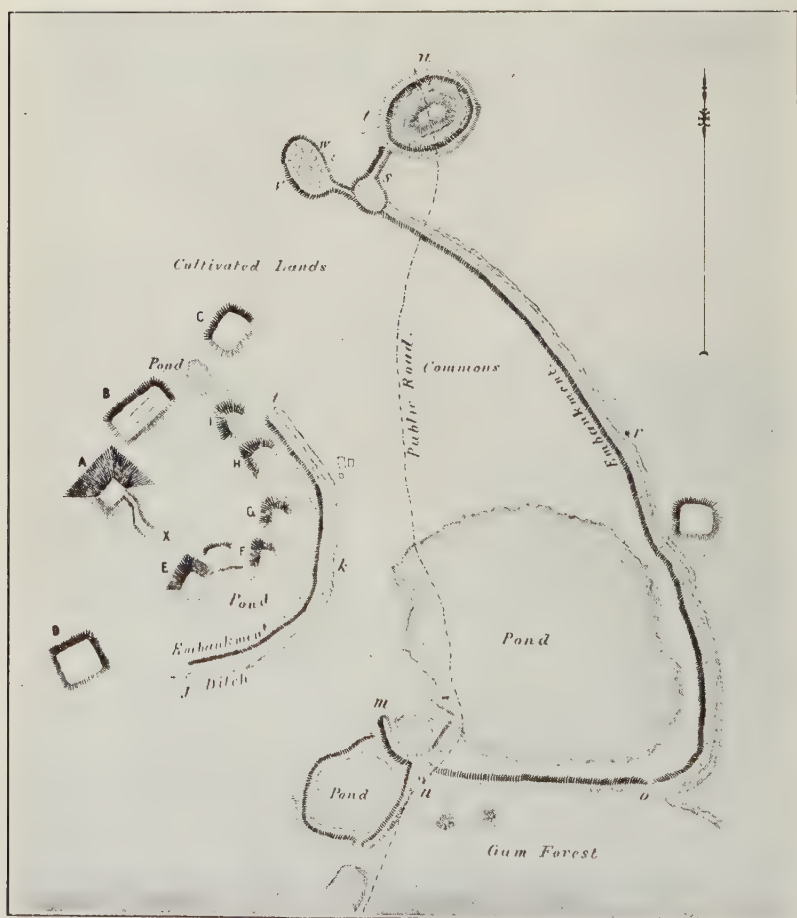 u
t
w
s
v
Cultivated Lands
C
Pond
Commons
Public Road.
Embankment.
r
B
l
I
A
H
G
X
F
E
k
Pond
Pond
Embankment
D
J Ditch
m
Pond
n
o
Gum Forest